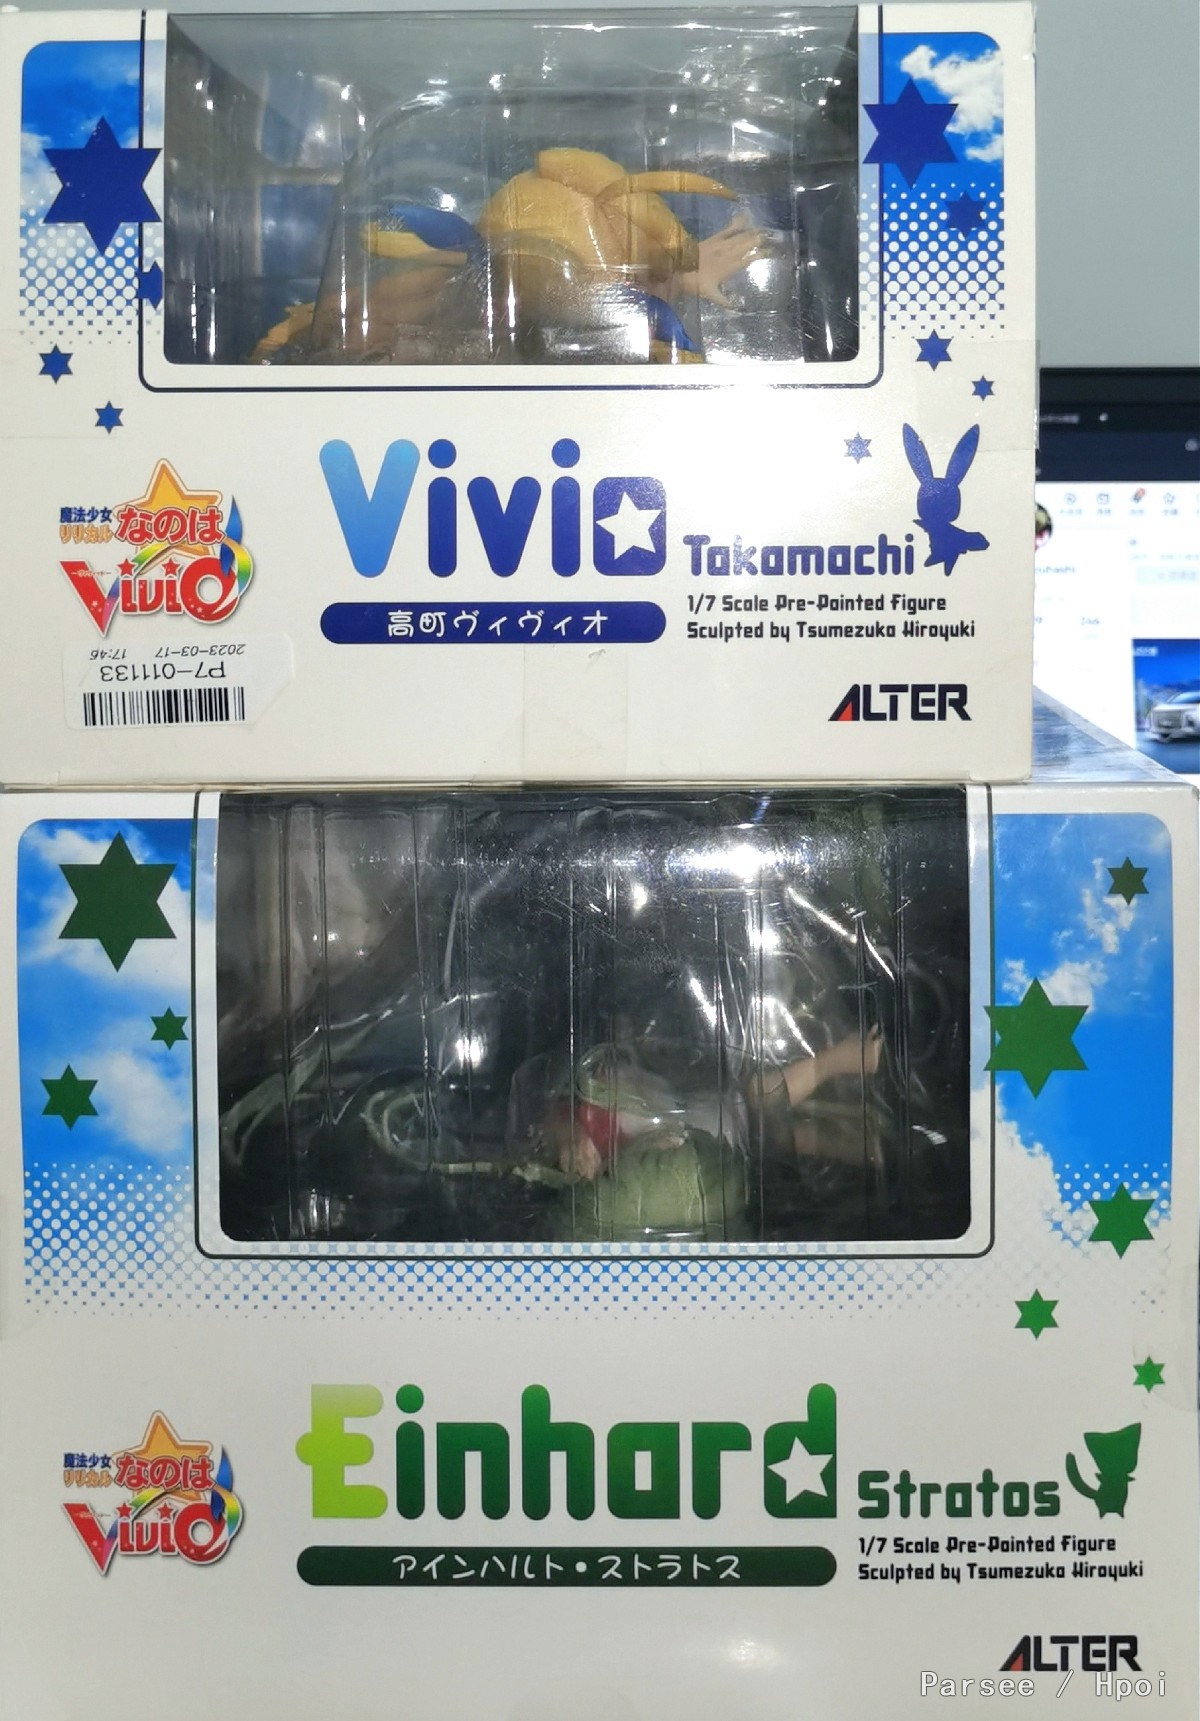 魔法少女
リリカル なのは
ViViO
Vivio
Takamachi
高町ヴィヴィオ
1/7 Scale Pre-Painted Figure
Sculpted by Tsumezuka Hiroyuki
P7-011133
2023-03-17 17:46
ALTER
魔法少女
リリカル なのは
ViViO
Einhard
Stratos
アインハルト・ストラトス
1/7 Scale Pre-Painted Figure
Sculpted by Tsumezuka Hiroyuki
ALTER
Parsee / Hpoi